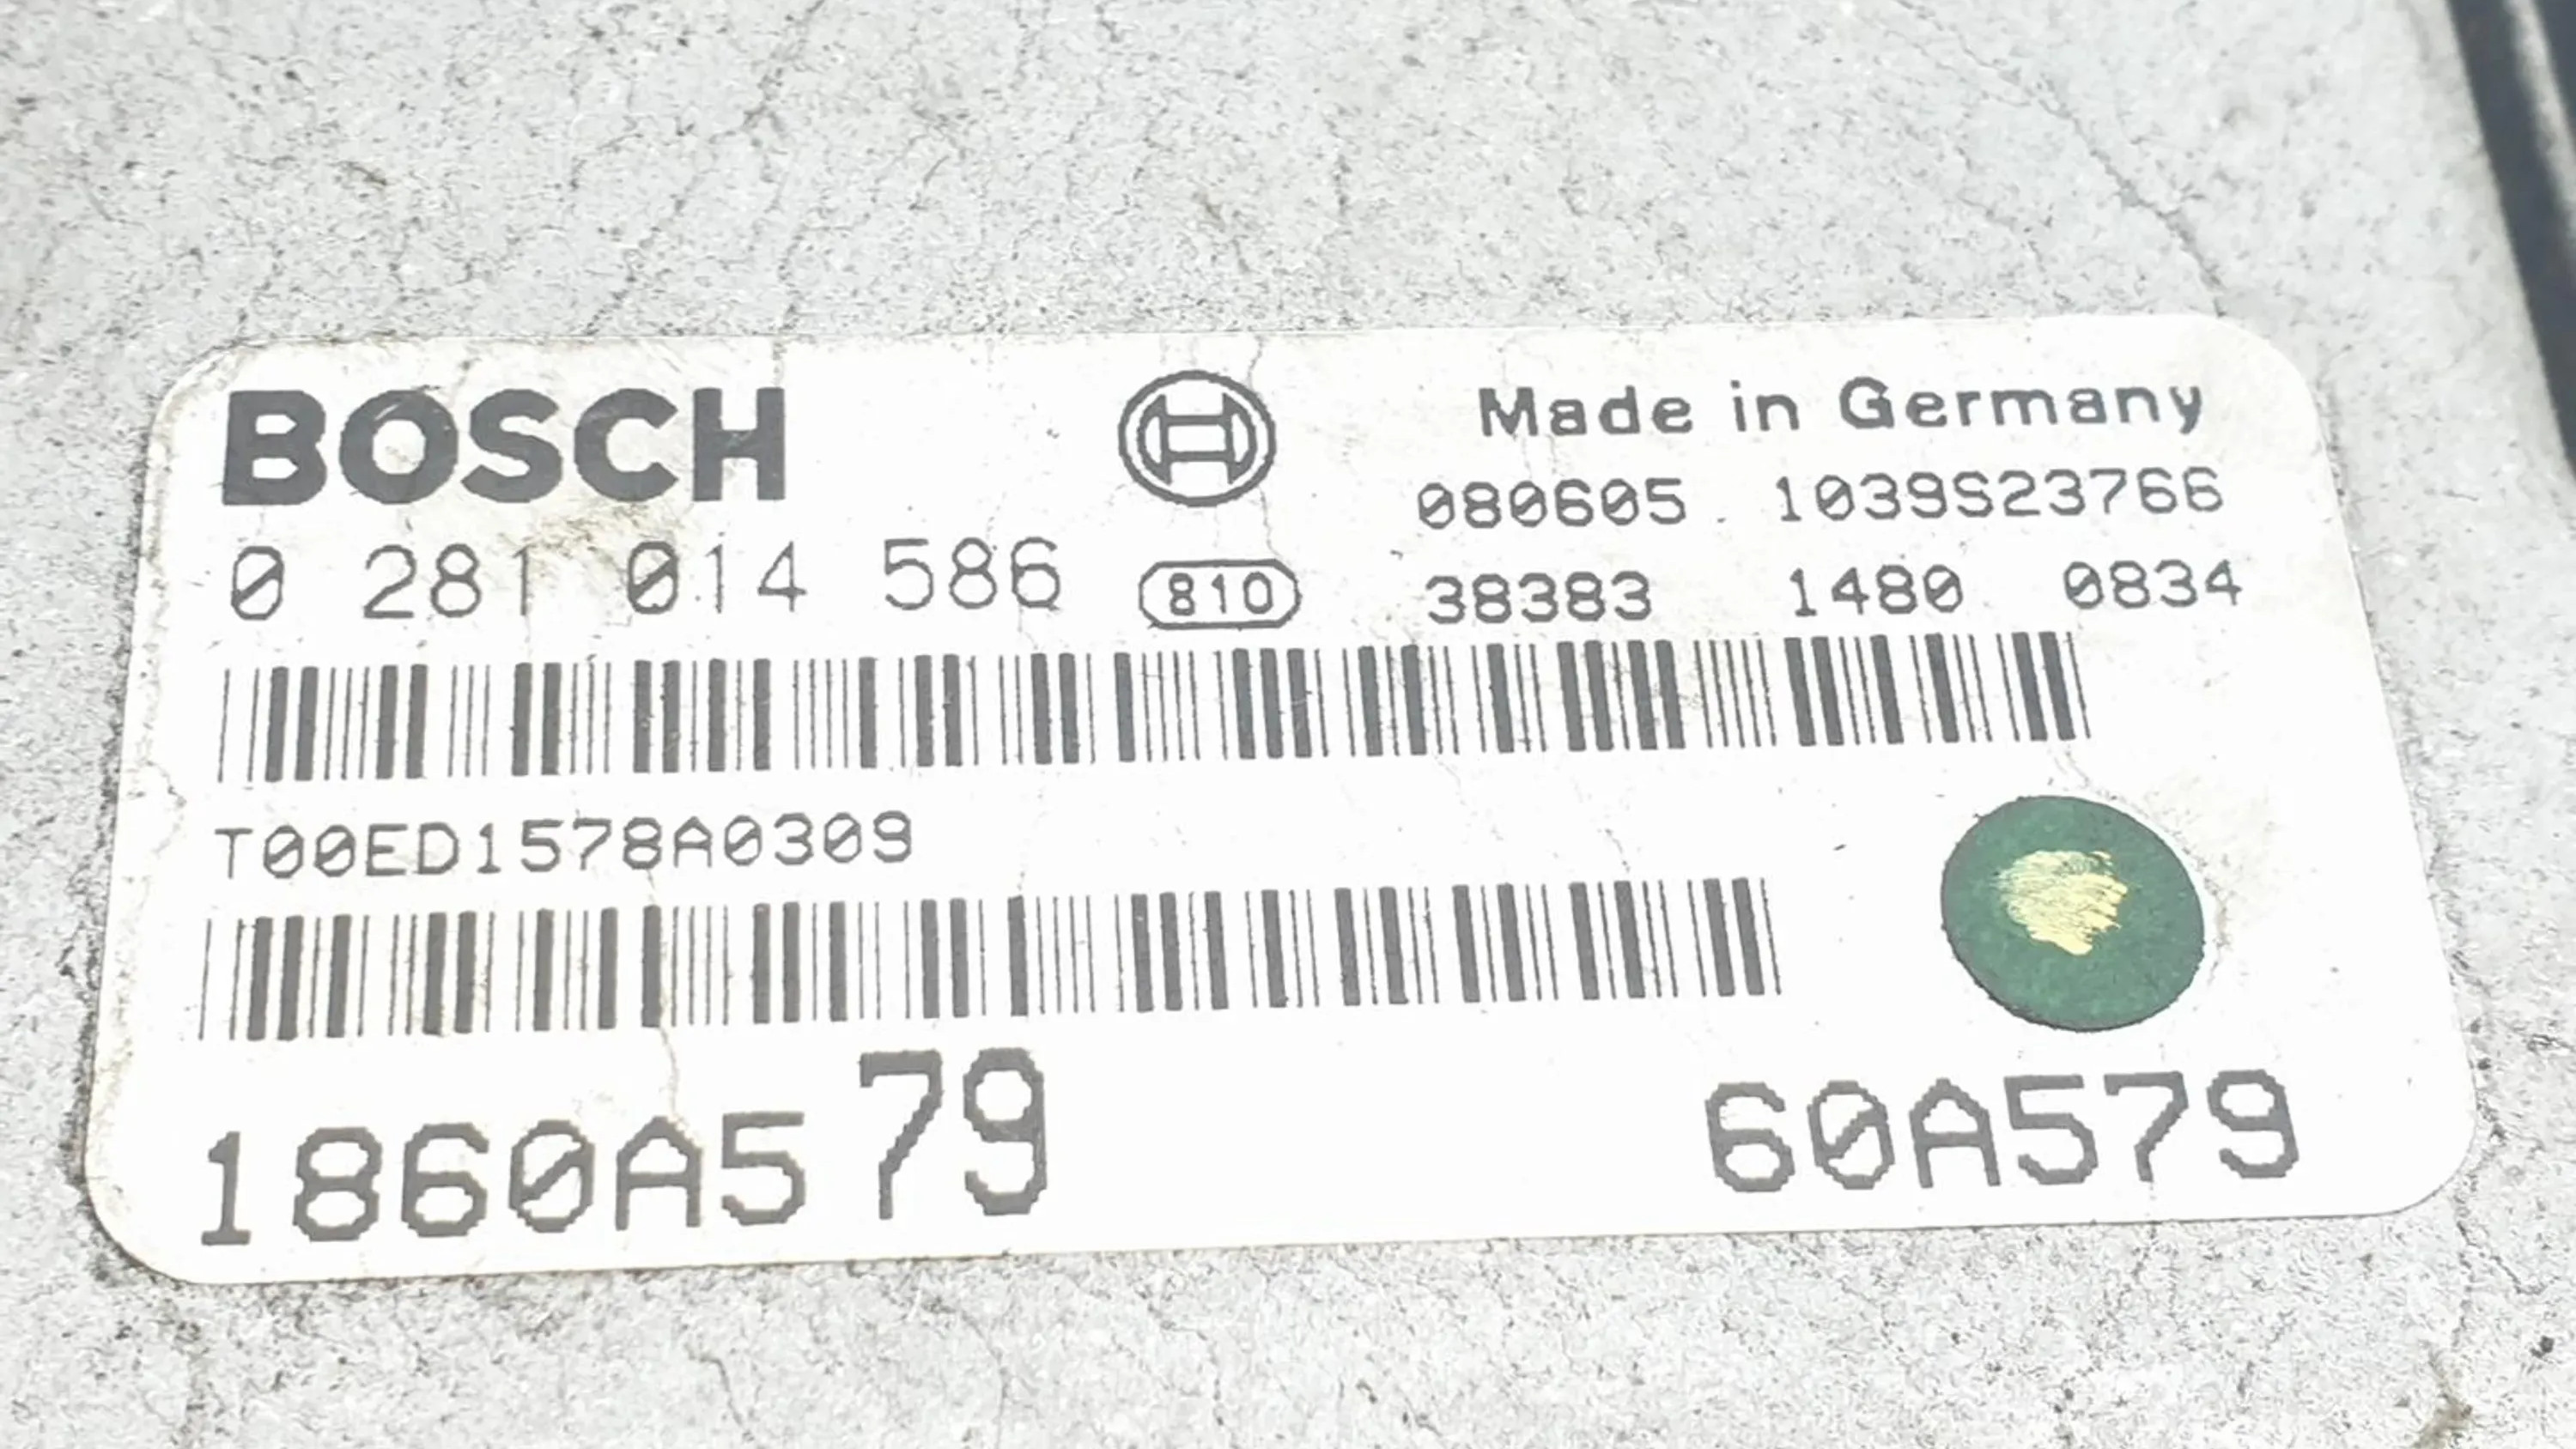 BOSCH
Made in Germany
080605 1039S23766
0 281 014 586 810 38383 1480 0834
T00ED1578A0309
1860A579 60A579